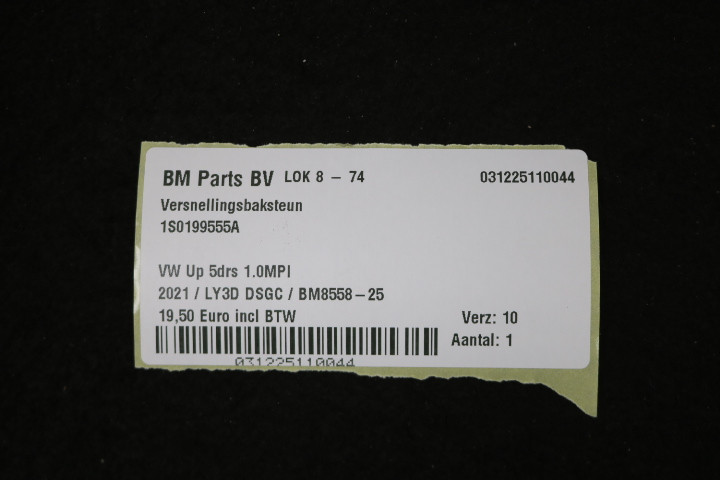 BM Parts BV LOK 8 - 74 031225110044
Versnellingsbaksteun
1S0199555A
VW Up 5drs 1.0MPI
2021 / LY3D DSGC / BM8558-25
19,50 Euro incl BTW Verz: 10
Aantal: 1
031225110044